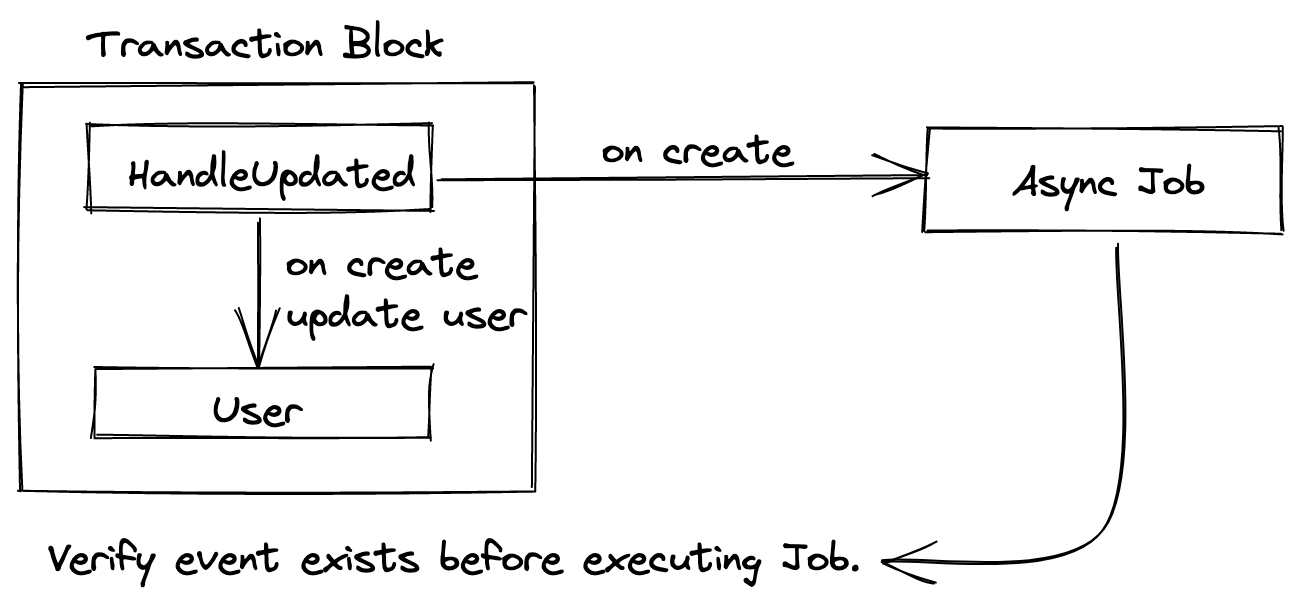 Transaction Block
HandleUpdated
on create
Async Job
on create
update user
User
Verify event exists before executing Job.